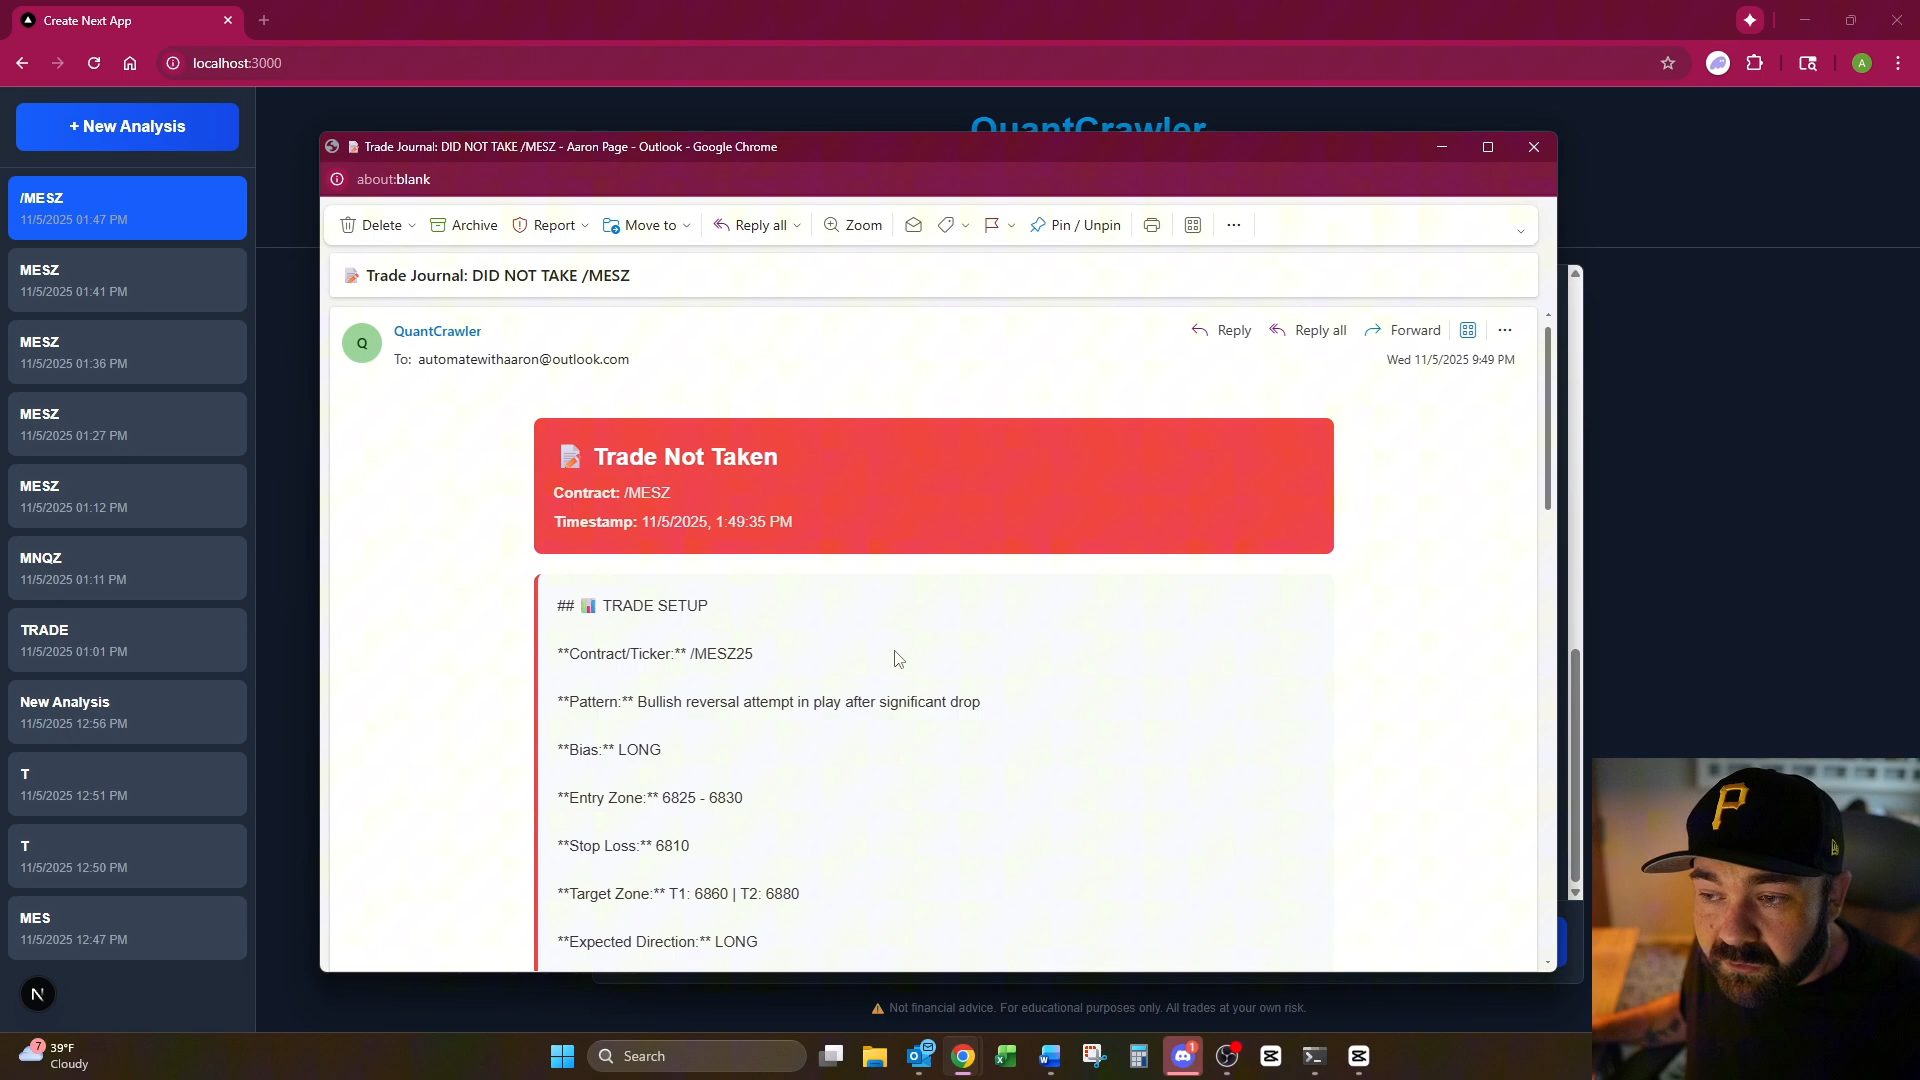 Create Next App
localhost:3000
A
+ New Analysis
QuantCrawler
/MESZ
11/5/2025 01:47 PM
MESZ
11/5/2025 01:41 PM
MESZ
11/5/2025 01:36 PM
MESZ
11/5/2025 01:27 PM
MESZ
11/5/2025 01:12 PM
MNQZ
11/5/2025 01:11 PM
TRADE
11/5/2025 01:01 PM
New Analysis
11/5/2025 12:56 PM
T
11/5/2025 12:51 PM
T
11/5/2025 12:50 PM
MES
11/5/2025 12:47 PM
N
Trade Journal: DID NOT TAKE /MESZ - Aaron Page - Outlook - Google Chrome
about:blank
Delete Archive Report Move to Reply all Zoom Pin / Unpin
Trade Journal: DID NOT TAKE /MESZ
Q
QuantCrawler
To: automatewithaaron@outlook.com
Reply Reply all Forward
Wed 11/5/2025 9:49 PM
Trade Not Taken
Contract: /MESZ
Timestamp: 11/5/2025, 1:49:35 PM
## 📊 TRADE SETUP
**Contract/Ticker:** /MESZ25
**Pattern:** Bullish reversal attempt in play after significant drop
**Bias:** LONG
**Entry Zone:** 6825 - 6830
**Stop Loss:** 6810
**Target Zone:** T1: 6860 | T2: 6880
**Expected Direction:** LONG
⚠ Not financial advice. For educational purposes only. All trades at your own risk.
7
39°F
Cloudy
Search
1
P